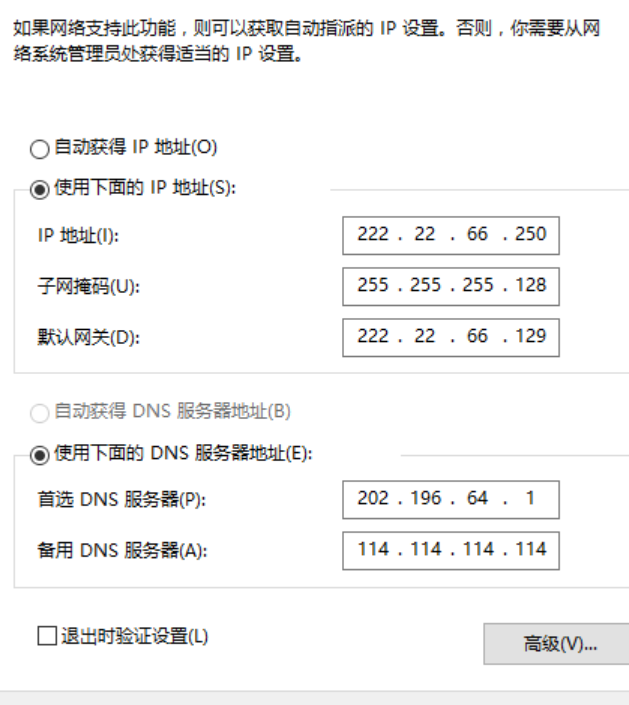 如果网络支持此功能，则可以获取自动指派的 IP 设置。否则，你需要从网
络系统管理员处获得适当的 IP 设置。
自动获得 IP 地址(O)
使用下面的 IP 地址(S):
IP 地址(I): 222 . 22 . 66 . 250
子网掩码(U): 255 . 255 . 255 . 128
默认网关(D): 222 . 22 . 66 . 129
自动获得 DNS 服务器地址(B)
使用下面的 DNS 服务器地址(E):
首选 DNS 服务器(P): 202 . 196 . 64 . 1
备用 DNS 服务器(A): 114 . 114 . 114 . 114
退出时验证设置(L)
高级(V)...